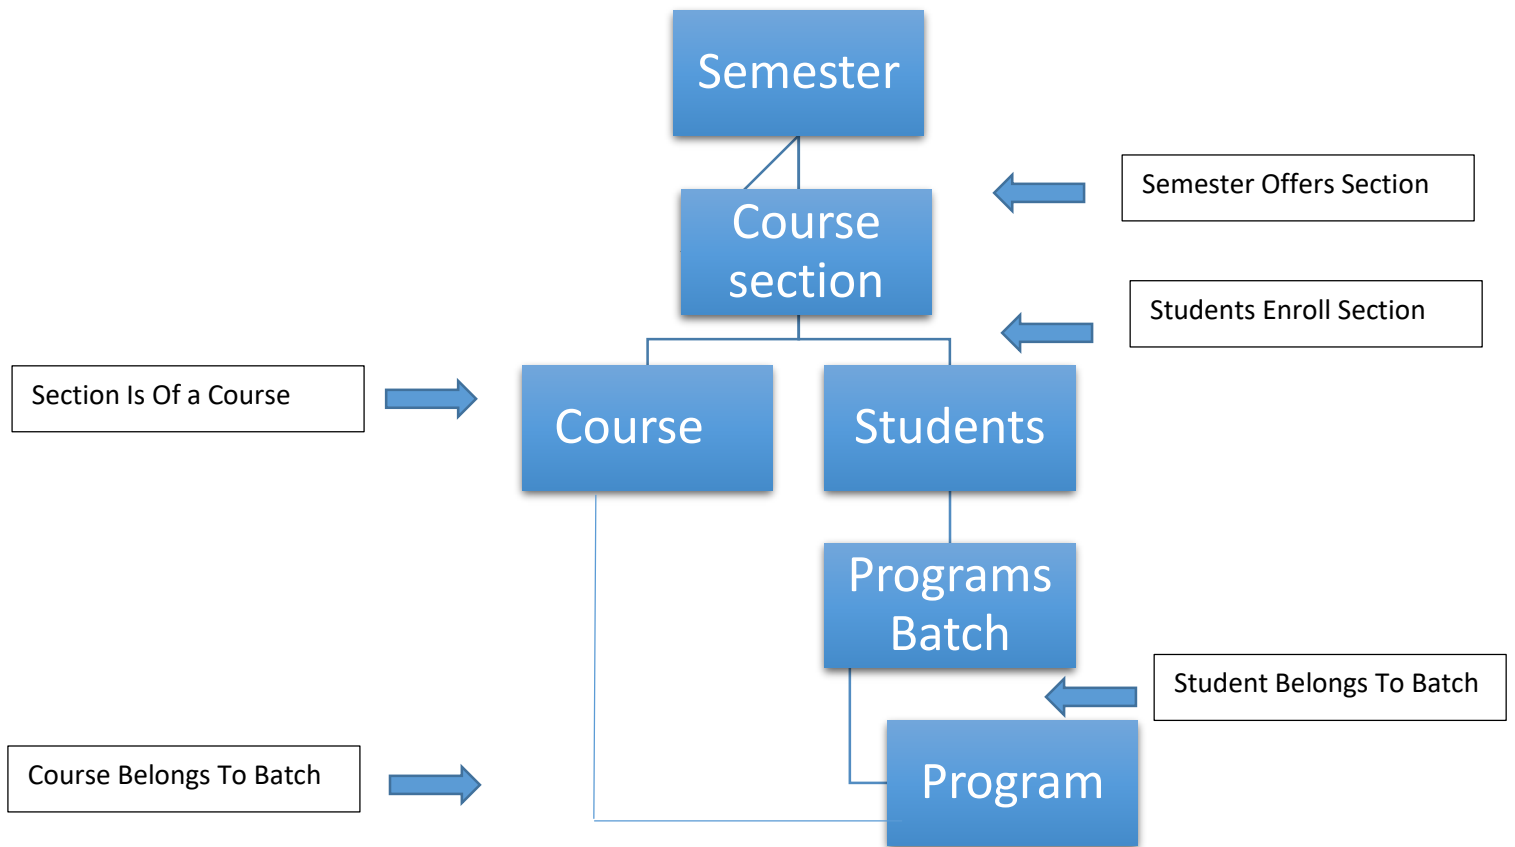 Semester
Semester Offers Section
Course
section
Students Enroll Section
Section Is Of a Course
Course
Students
Programs
Batch
Student Belongs To Batch
Course Belongs To Batch
Program